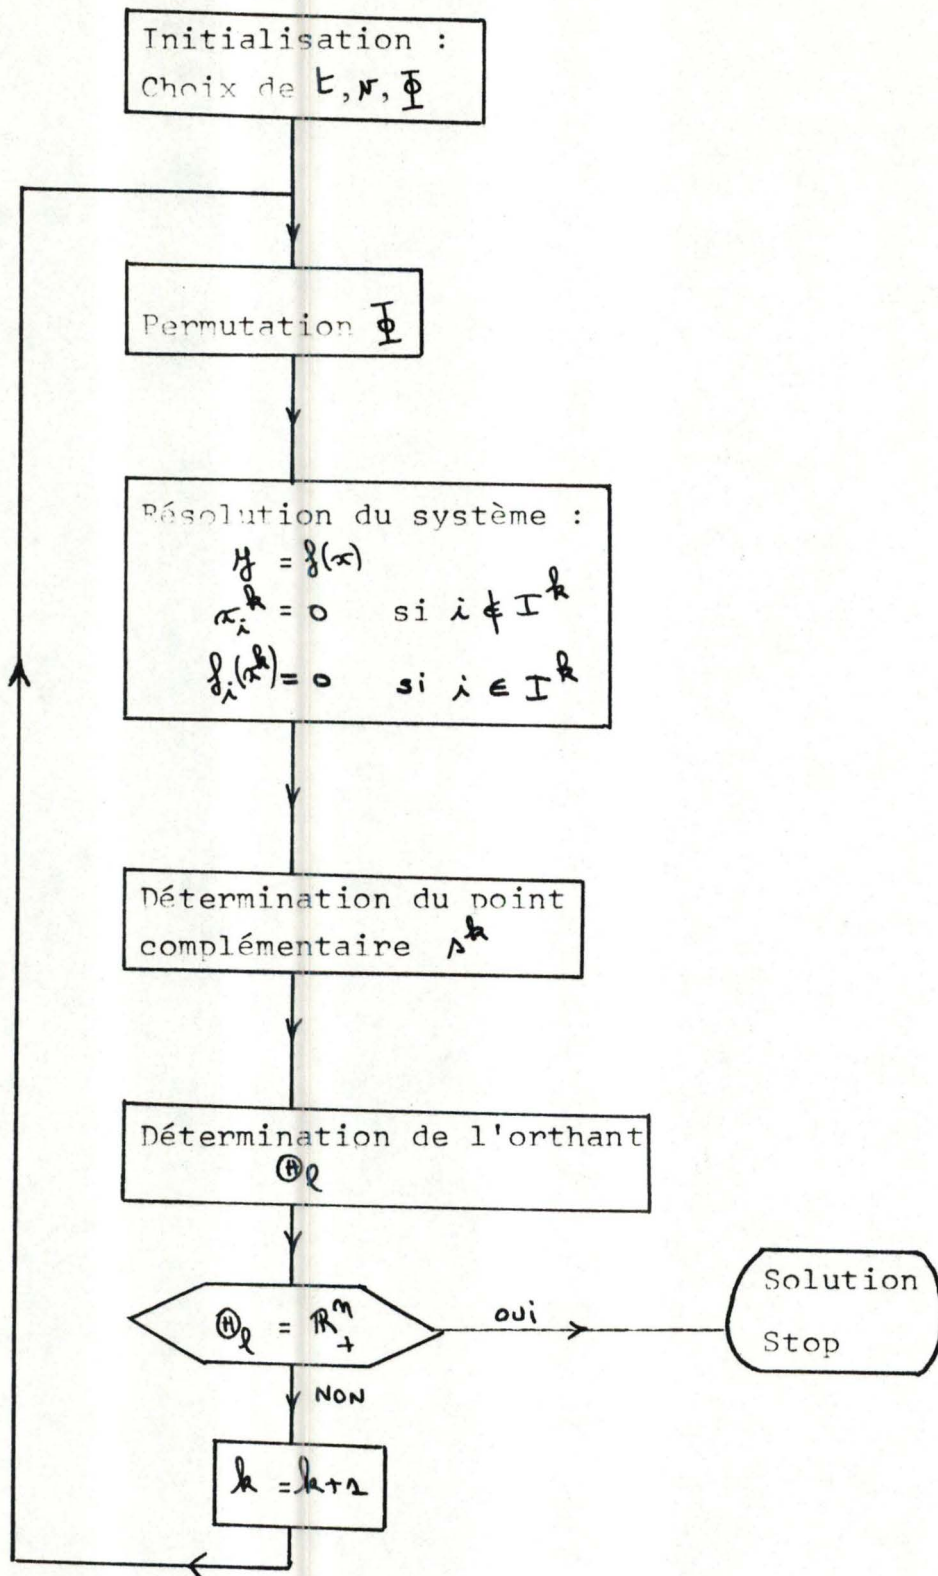 Initialisation :
Choix de t, v, Φ
Permutation Φ
Résolution du système :
y = f(x)
x_i^k = 0 si i ∉ I^k
f_i(x^k) = 0 si i ∈ I^k
Détermination du point
complémentaire s^k
Détermination de l'orthant
Θ_l
Θ_l = R_+^n
OUI
Solution
Stop
NON
k = k+1